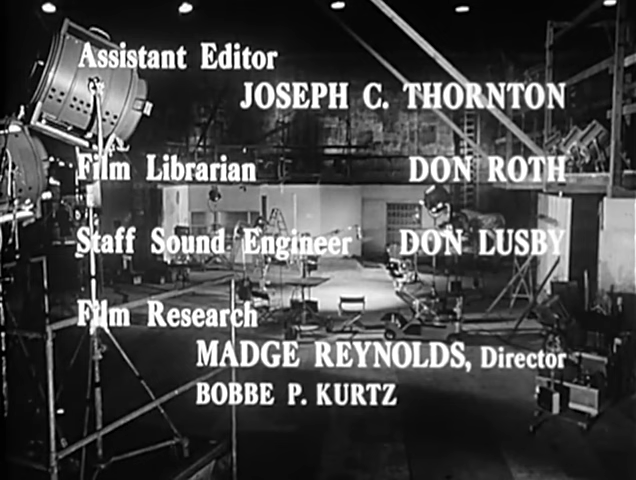 Assistant Editor
JOSEPH C. THORNTON
Film Librarian DON ROTH
Staff Sound Engineer DON LUSBY
Film Research
MADGE REYNOLDS, Director
BOBBE P. KURTZ